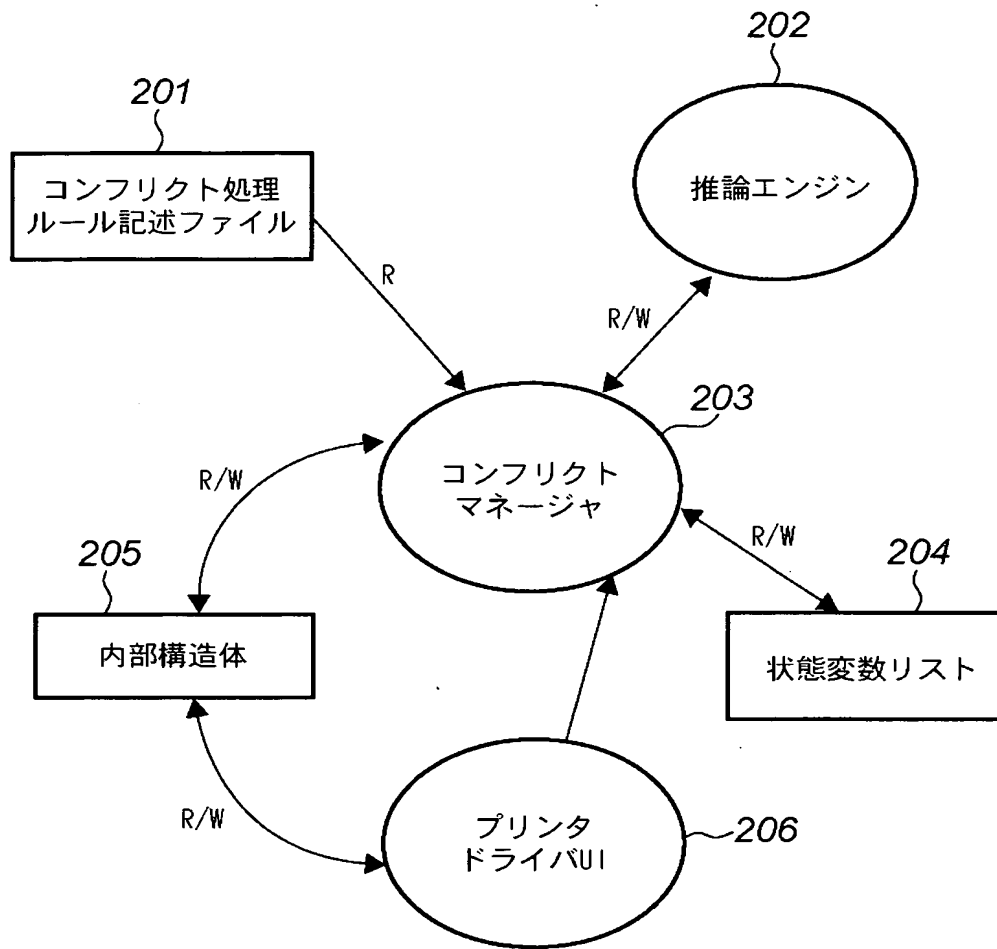 202
201
コンフリクト処理
ルール記述ファイル
推論エンジン
R
R/W
203
コンフリクト
マネージャ
R/W
R/W
204
205
内部構造体
状態変数リスト
R/W
プリンタ
ドライバUI
206